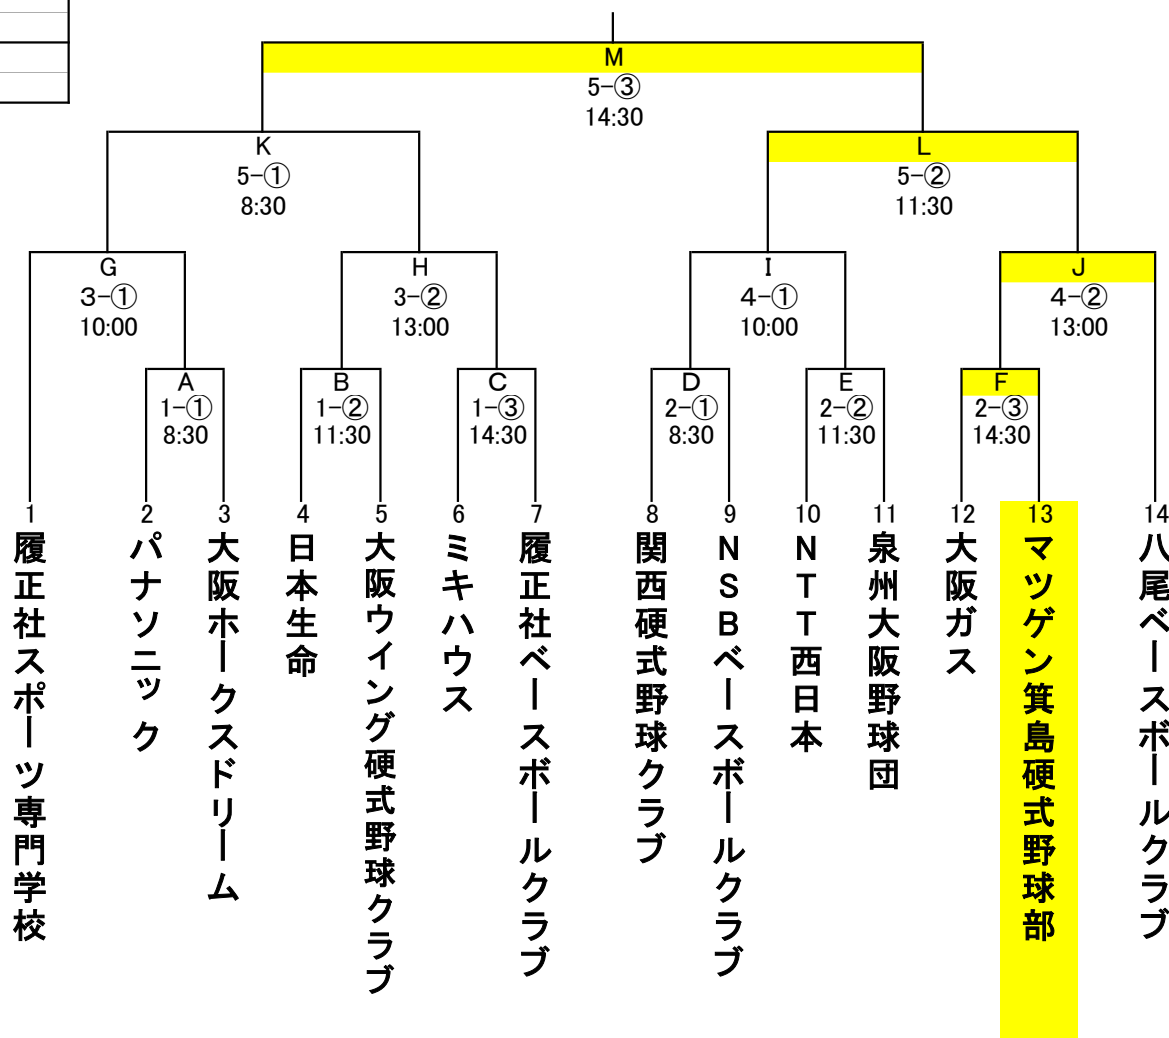 M
5-③
14:30
K
5-①
8:30
L
5-②
11:30
G
3-①
10:00
H
3-②
13:00
I
4-①
10:00
J
4-②
13:00
A
1-①
8:30
B
1-②
11:30
C
1-③
14:30
D
2-①
8:30
E
2-②
11:30
F
2-③
14:30
1
履正社スポーツ専門学校
2
パナソニック
3
大阪ホークスドリーム
4
日本生命
5
大阪ウィング硬式野球クラブ
6
ミキハウス
7
履正社ベースボールクラブ
8
関西硬式野球クラブ
9
NSBベースボールクラブ
10
NTT西日本
11
泉州大阪野球団
12
大阪ガス
13
マツゲン箕島硬式野球部
14
八尾ベースボールクラブ